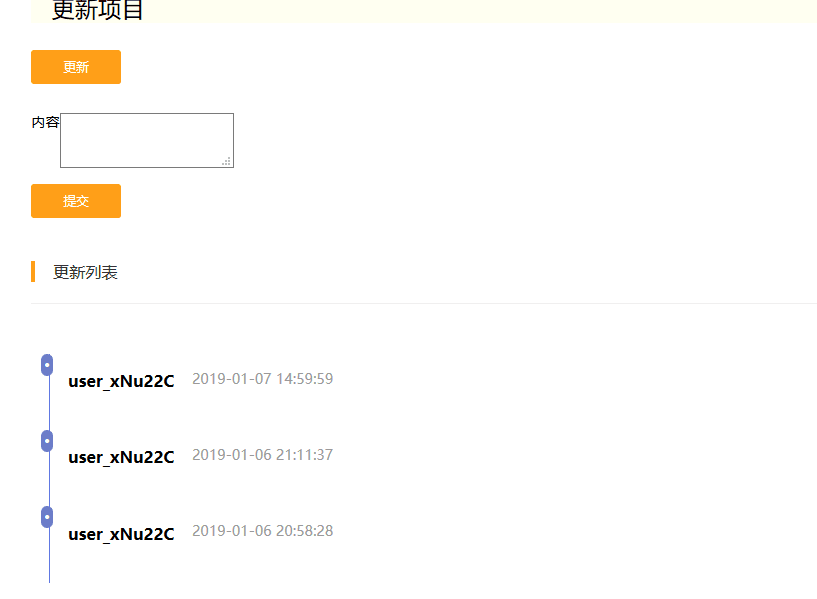 更新项目
更新
内容
提交
更新列表
user_xNu22C 2019-01-07 14:59:59
user_xNu22C 2019-01-06 21:11:37
user_xNu22C 2019-01-06 20:58:28